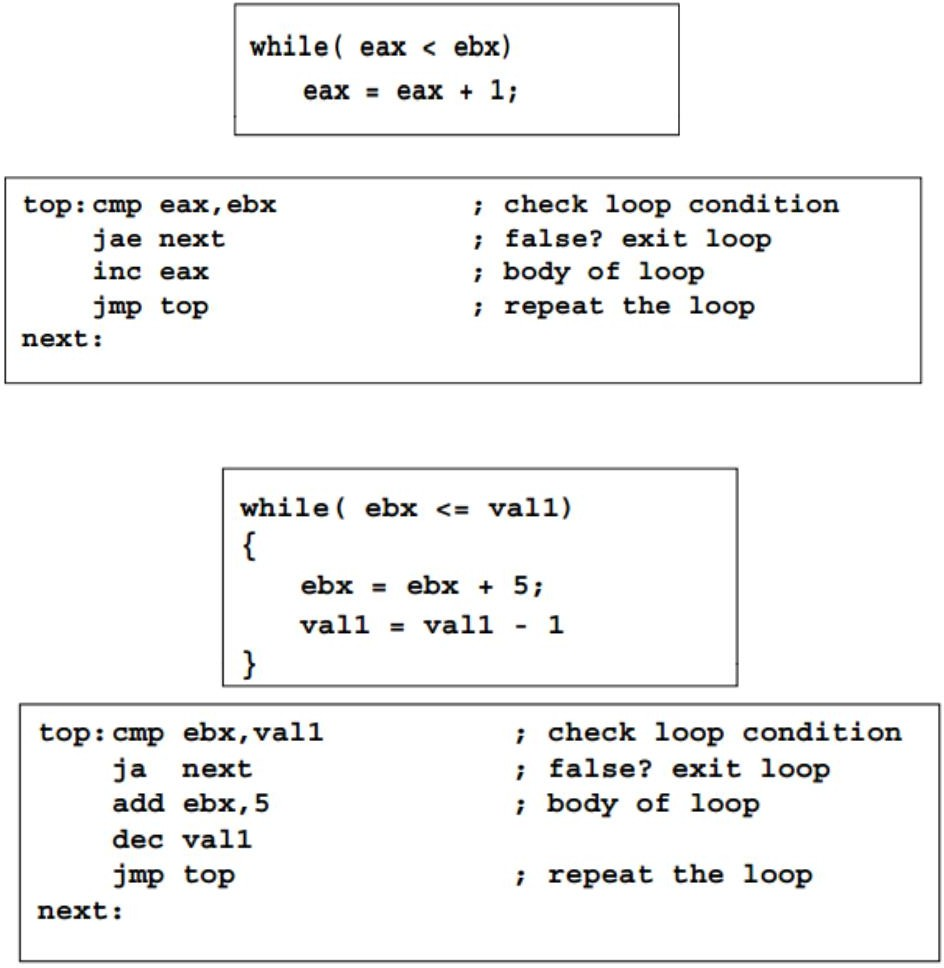 while( eax < ebx)
eax = eax + 1;
top:cmp eax,ebx ; check loop condition
jae next ; false? exit loop
inc eax ; body of loop
jmp top ; repeat the loop
next:
while( ebx <= val1)
{
ebx = ebx + 5;
val1 = val1 - 1
}
top:cmp ebx,val1 ; check loop condition
ja next ; false? exit loop
add ebx,5 ; body of loop
dec val1
jmp top ; repeat the loop
next: